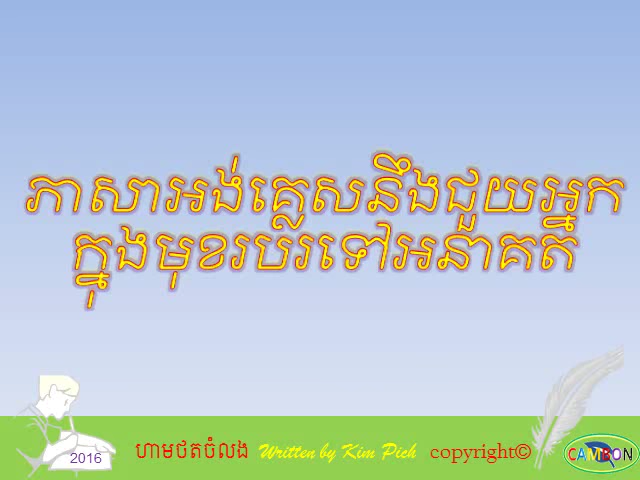 ភាសាអង់គ្លេសនឹងជួយអ្នក
ក្នុងមុខរបរទៅអនាគត
2016 ហាមថតចំលង Written by Kim Pich copyright© CAMBON